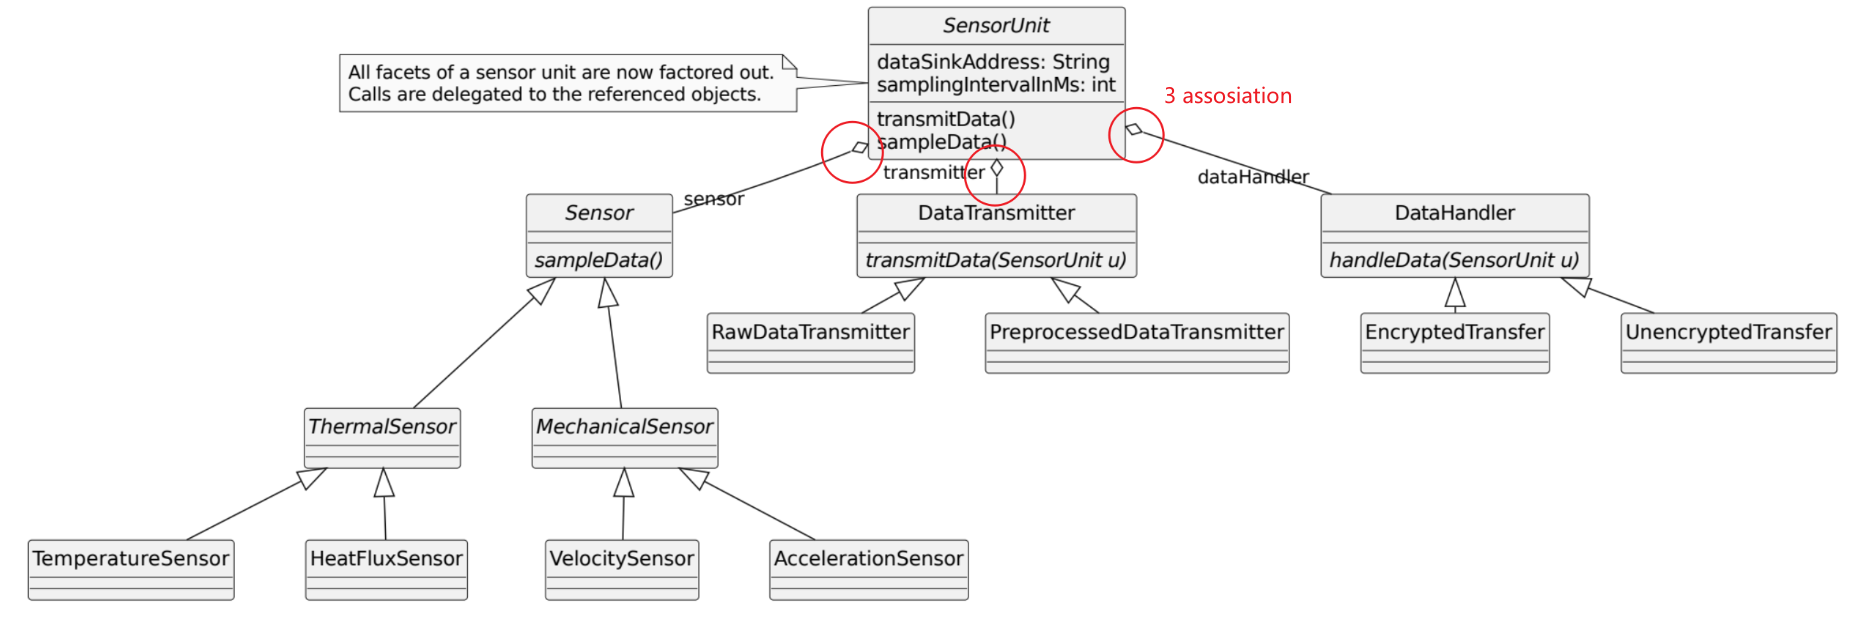 SensorUnit
All facets of a sensor unit are now factored out.
Calls are delegated to the referenced objects.
dataSinkAddress: String
samplingIntervalInMs: int
3 assosiation
transmitData()
sampleData()
transmitter
dataHandler
sensor
Sensor
DataTransmitter
DataHandler
sampleData()
transmitData(SensorUnit u)
handleData(SensorUnit u)
RawDataTransmitter
PreprocessedDataTransmitter
EncryptedTransfer
UnencryptedTransfer
ThermalSensor
MechanicalSensor
TemperatureSensor
HeatFluxSensor
VelocitySensor
AccelerationSensor